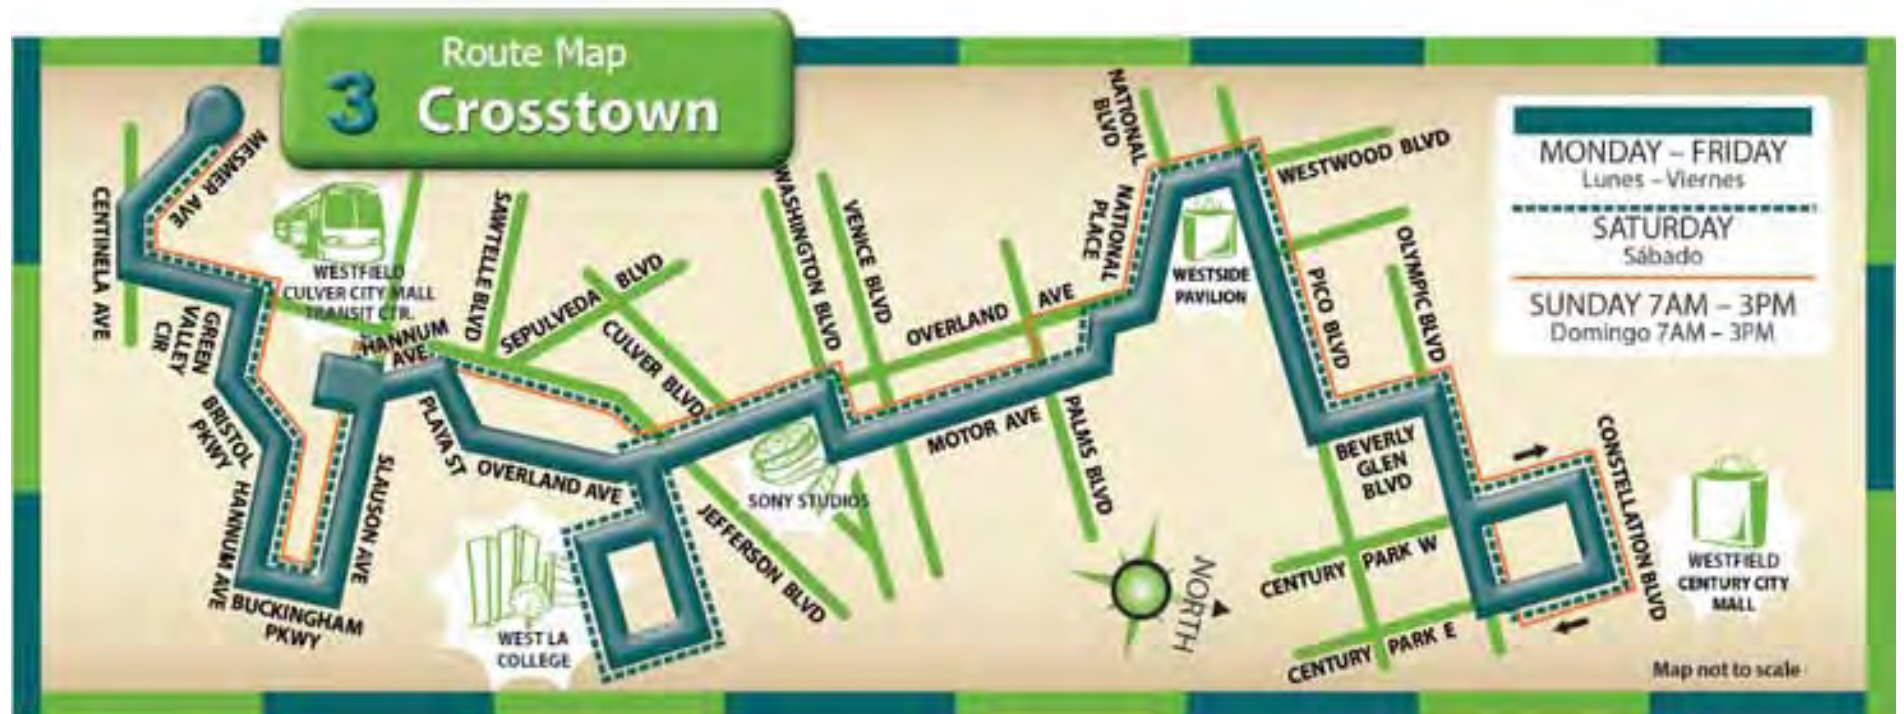 Route Map
3 Crosstown
MESMER AVE
CENTINELA AVE
WESTFIELD
CULVER CITY MALL
TRANSIT CTR.
GREEN
VALLEY
CIR
BRISTOL
PKWY
HANNUM AVE
BUCKINGHAM
PKWY
SLAUSON AVE
HANNUM
AVE
PLAYA ST
SAWTELLE BLVD
SEPULVEDA BLVD
CULVER BLVD
OVERLAND AVE
WEST LA
COLLEGE
JEFFERSON BLVD
SONY STUDIOS
WASHINGTON BLVD
VENICE BLVD
OVERLAND AVE
MOTOR AVE
PALMS BLVD
NATIONAL
BLVD
NATIONAL
PLACE
WESTSIDE
PAVILION
WESTWOOD BLVD
PICO BLVD
OLYMPIC BLVD
BEVERLY
GLEN
BLVD
CENTURY PARK W
CENTURY PARK E
CONSTELLATION BLVD
WESTFIELD
CENTURY CITY
MALL
NORTH
MONDAY – FRIDAY
Lunes – Viernes
SATURDAY
Sábado
SUNDAY 7AM – 3PM
Domingo 7AM – 3PM
Map not to scale